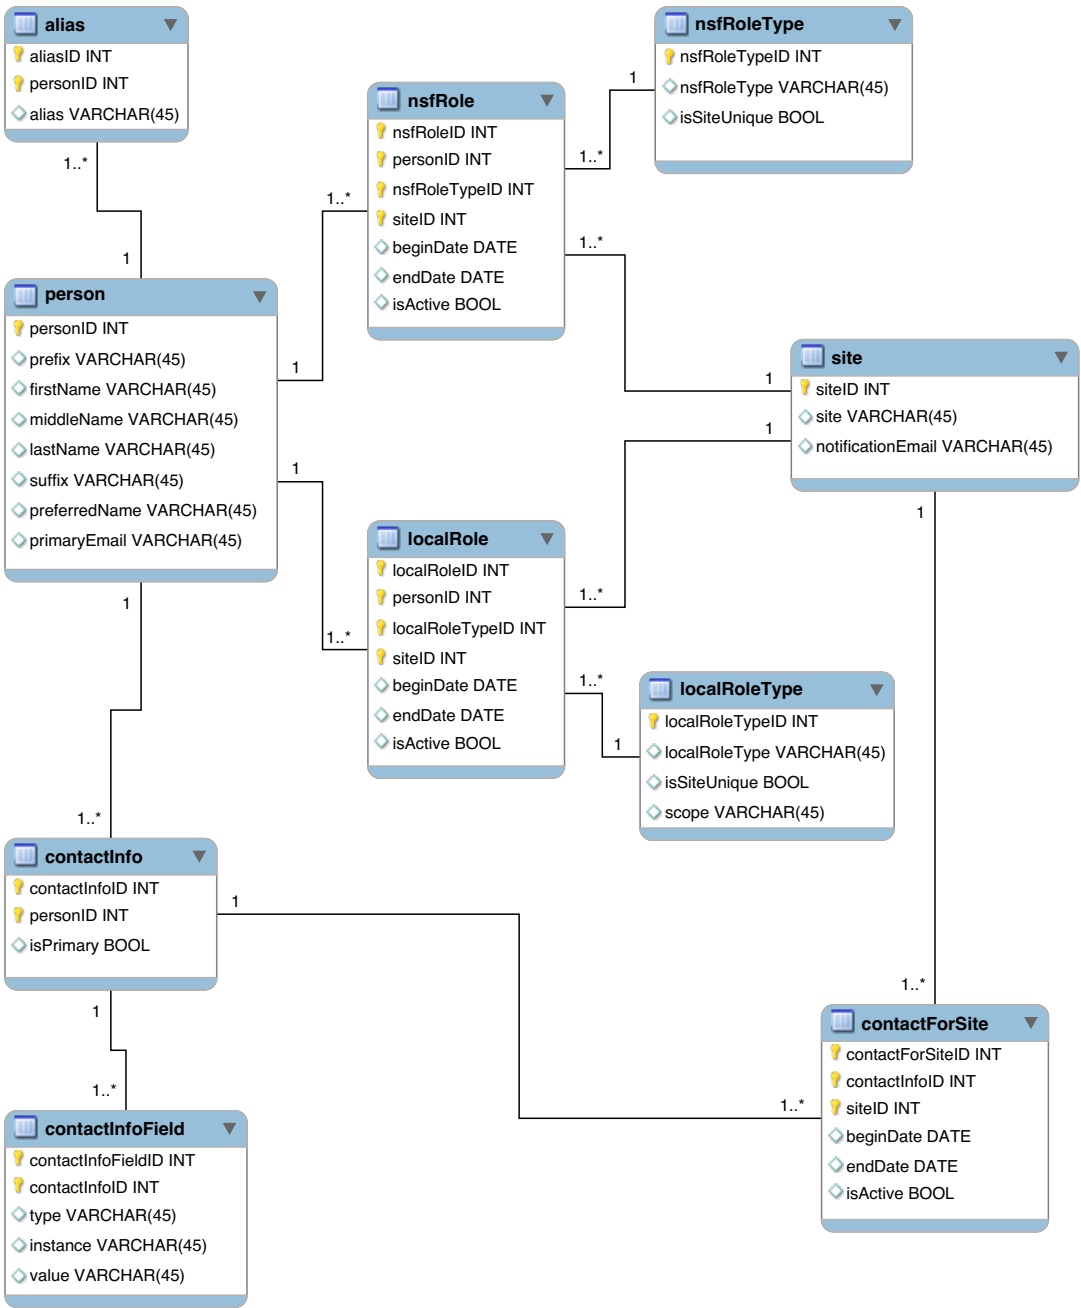 alias
aliasID INT
personID INT
alias VARCHAR(45)
1..*
1
nsfRoleType
nsfRoleTypeID INT
nsfRoleType VARCHAR(45)
isSiteUnique BOOL
1
1..*
nsfRole
nsfRoleID INT
personID INT
nsfRoleTypeID INT
siteID INT
beginDate DATE
endDate DATE
isActive BOOL
1..*
1..*
1
person
personID INT
prefix VARCHAR(45)
firstName VARCHAR(45)
middleName VARCHAR(45)
lastName VARCHAR(45)
suffix VARCHAR(45)
preferredName VARCHAR(45)
primaryEmail VARCHAR(45)
1
1
1..*
site
siteID INT
site VARCHAR(45)
notificationEmail VARCHAR(45)
1
1
1
localRole
localRoleID INT
personID INT
localRoleTypeID INT
siteID INT
beginDate DATE
endDate DATE
isActive BOOL
1..*
1..*
1
localRoleType
localRoleTypeID INT
localRoleType VARCHAR(45)
isSiteUnique BOOL
scope VARCHAR(45)
1..*
contactInfo
contactInfoID INT
personID INT
isPrimary BOOL
1
1
1..*
contactInfoField
contactInfoFieldID INT
contactInfoID INT
type VARCHAR(45)
instance VARCHAR(45)
value VARCHAR(45)
1..*
1..*
contactForSite
contactForSiteID INT
contactInfoID INT
siteID INT
beginDate DATE
endDate DATE
isActive BOOL